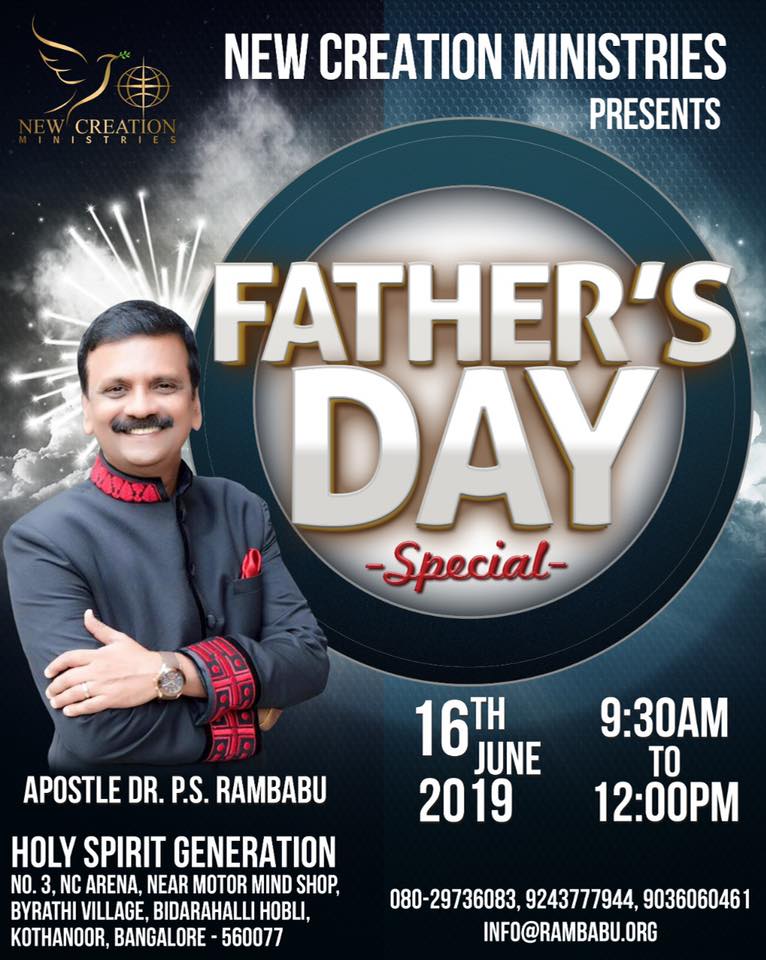 NEW CREATION
MINISTRIES
NEW CREATION MINISTRIES
PRESENTS
FATHER'S
DAY
-Special-
16TH
JUNE
2019
9:30AM
TO
12:00PM
APOSTLE DR. P.S. RAMBABU
HOLY SPIRIT GENERATION
NO. 3, NC ARENA, NEAR MOTOR MIND SHOP,
BYRATHI VILLAGE, BIDARAHALLI HOBLI,
KOTHANOOR, BANGALORE - 560077
080-29736083, 9243777944, 9036060461
INFO@RAMBABU.ORG